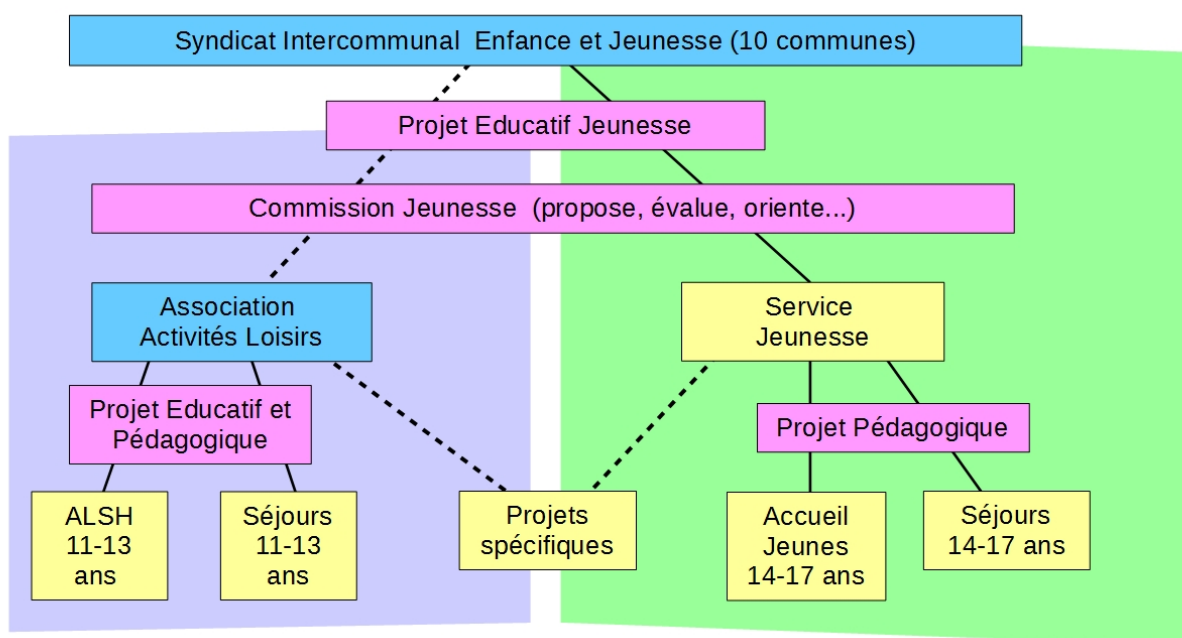 Syndicat Intercommunal Enfance et Jeunesse (10 communes)
Projet Educatif Jeunesse
Commission Jeunesse (propose, évalue, oriente...)
Association
Activités Loisirs
Service
Jeunesse
Projet Educatif et
Pédagogique
Projet Pédagogique
ALSH
11-13
ans
Séjours
11-13
ans
Projets
spécifiques
Accueil
Jeunes
14-17 ans
Séjours
14-17 ans